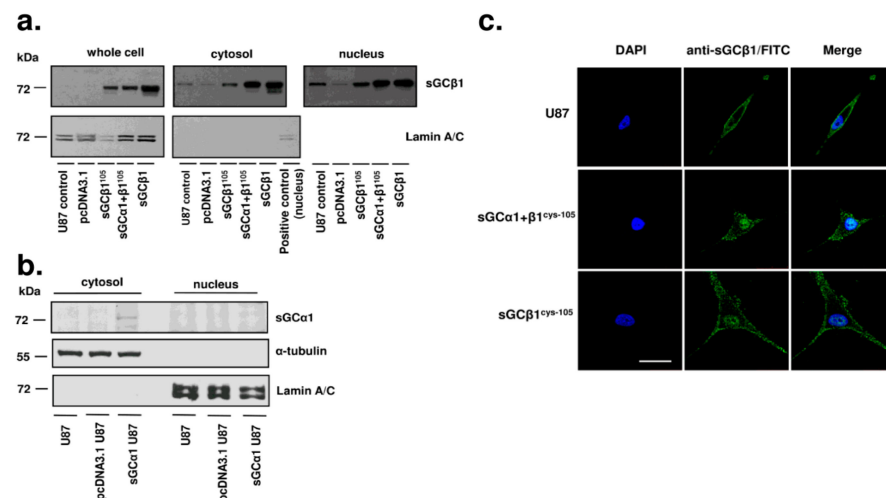 a.
whole cell cytosol nucleus
kDa
72 sGCβ1
72 Lamin A/C
U87 control
pcDNA3.1
sGCβ1¹⁰⁵
sGCα1+β1¹⁰⁵
sGCβ1
U87 control
pcDNA3.1
sGCβ1¹⁰⁵
sGCα1+β1¹⁰⁵
sGCβ1
Positive control
(nucleus)
U87 control
pcDNA3.1
sGCβ1¹⁰⁵
sGCα1+β1¹⁰⁵
sGCβ1
b.
cytosol nucleus
kDa
72 sGCα1
55 α-tubulin
72 Lamin A/C
U87
pcDNA3.1 U87
sGCα1 U87
U87
pcDNA3.1 U87
sGCα1 U87
c.
DAPI anti-sGCβ1/FITC Merge
U87
sGCα1+β1ᶜʸˢ⁻¹⁰⁵
sGCβ1ᶜʸˢ⁻¹⁰⁵